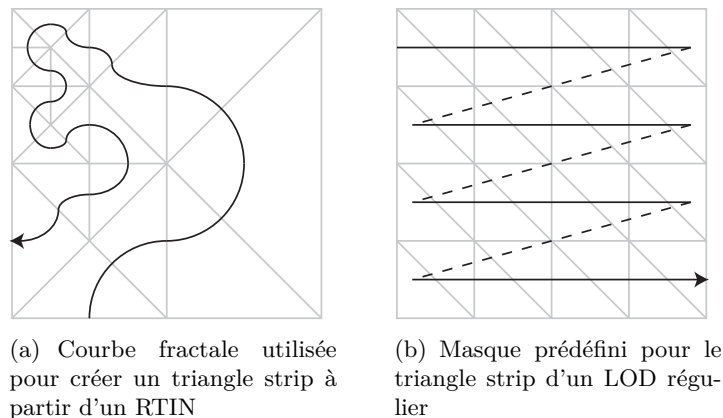 (a) Courbe fractale utilisée
pour créer un triangle strip à
partir d'un RTIN
(b) Masque prédéfini pour le
triangle strip d'un LOD régu-
lier